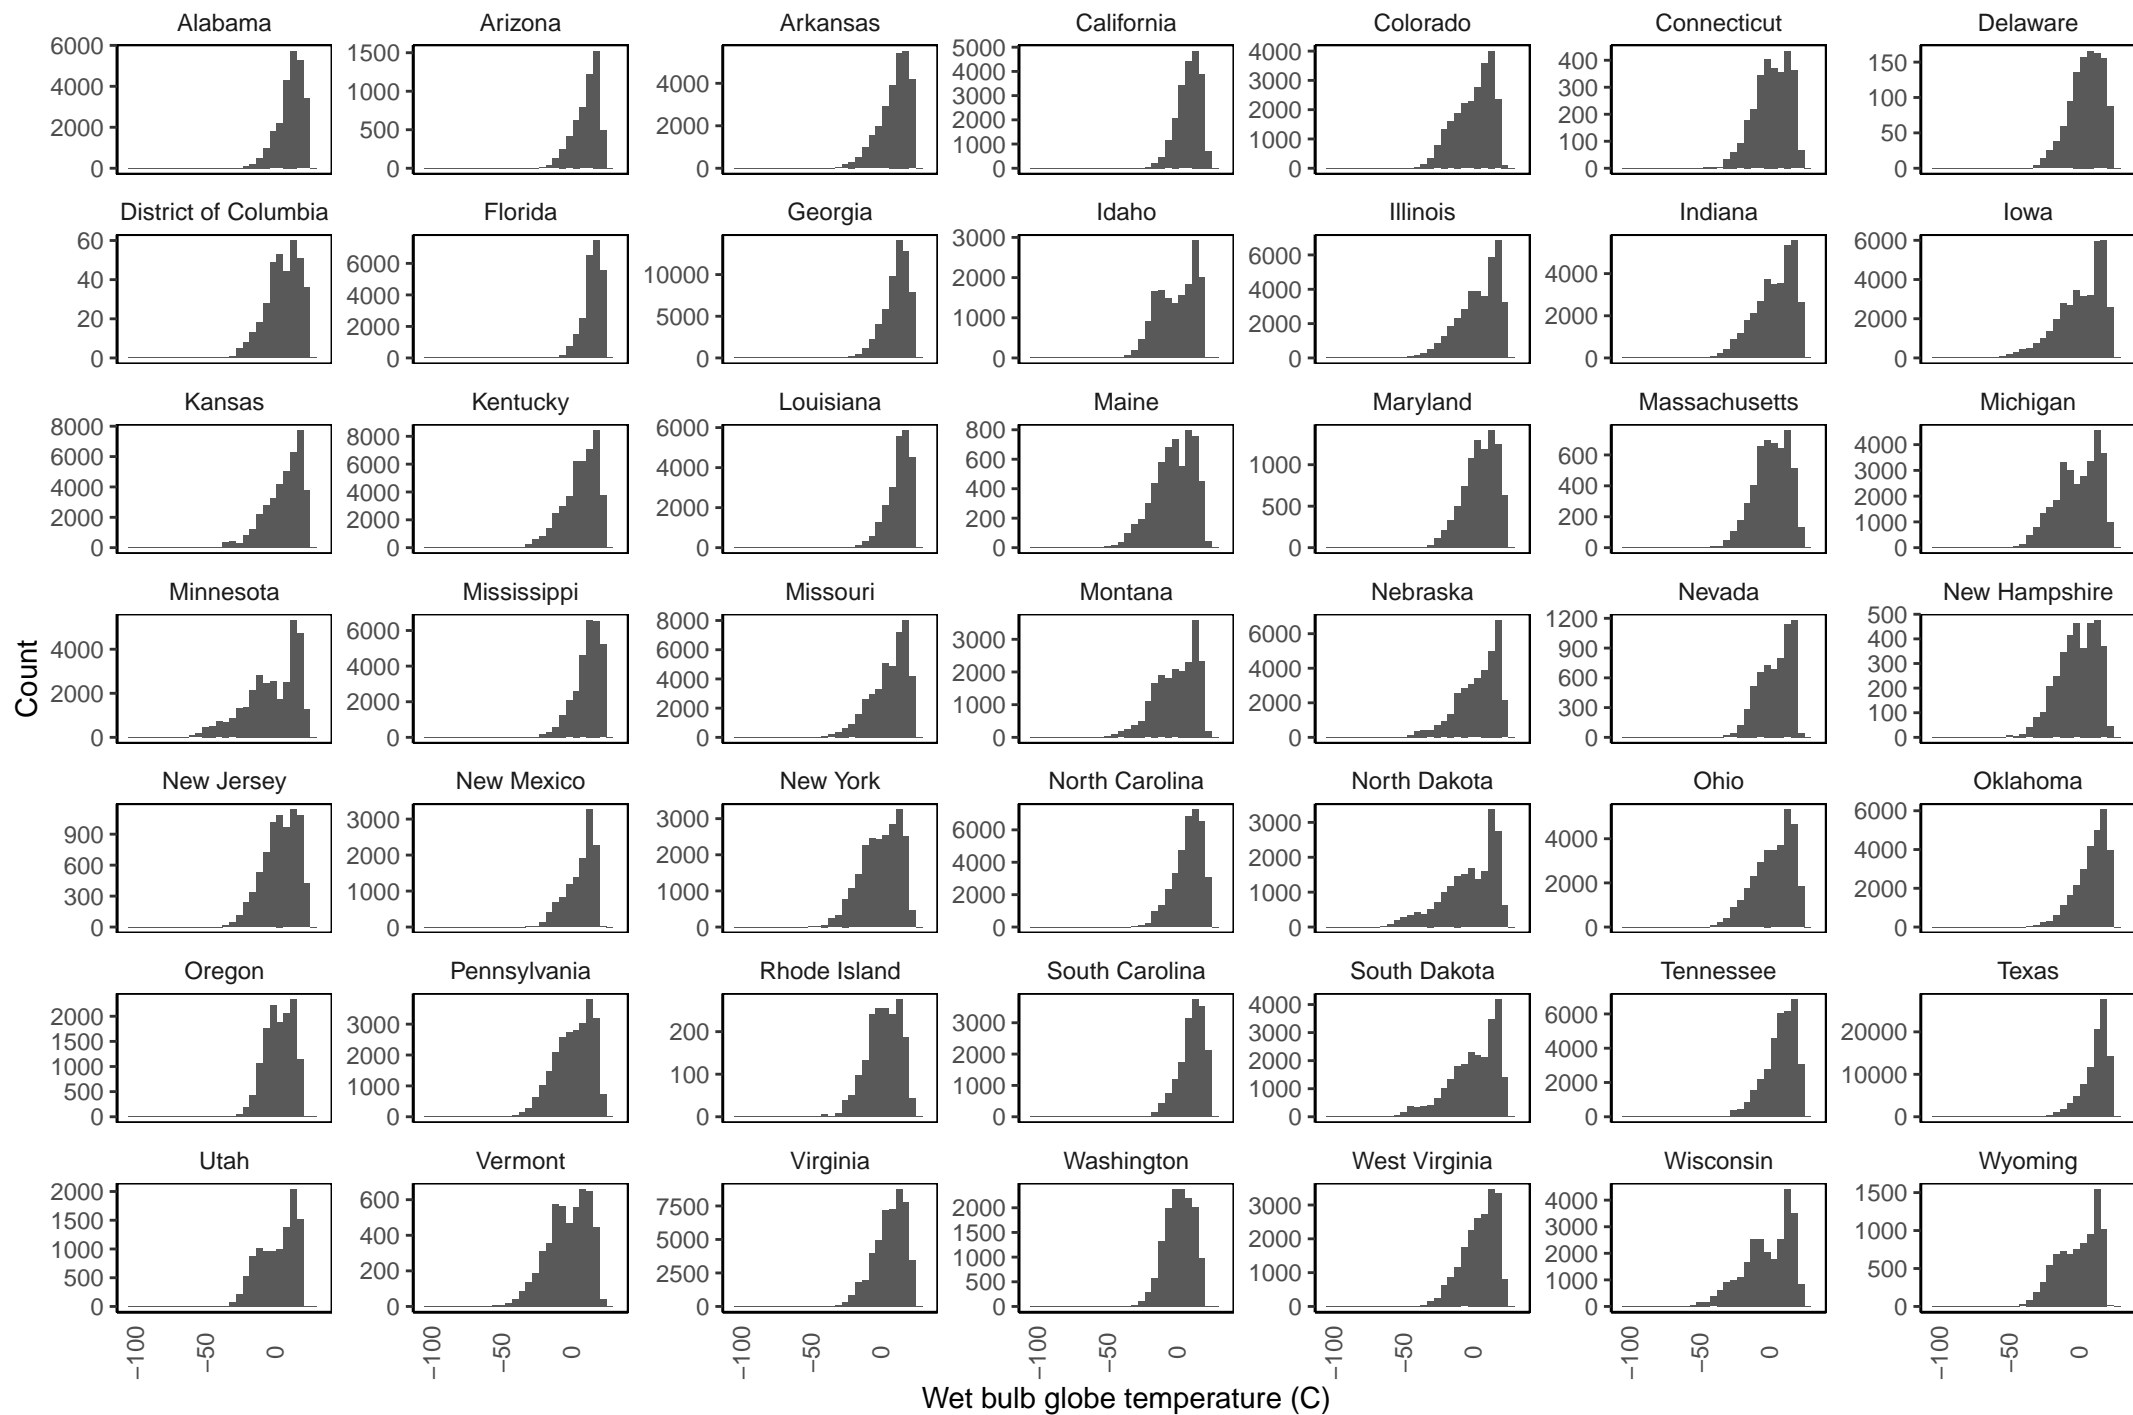 Alabama Arizona Arkansas California Colorado Connecticut Delaware
6000 4000 2000 0
1500 1000 500 0
4000 2000 0
5000 4000 3000 2000 1000 0
4000 3000 2000 1000 0
400 300 200 100 0
150 100 50 0
District of Columbia Florida Georgia Idaho Illinois Indiana Iowa
60 40 20 0
6000 4000 2000 0
10000 5000 0
3000 2000 1000 0
6000 4000 2000 0
4000 2000 0
6000 4000 2000 0
Kansas Kentucky Louisiana Maine Maryland Massachusetts Michigan
8000 6000 4000 2000 0
8000 6000 4000 2000 0
6000 4000 2000 0
800 600 400 200 0
1000 500 0
600 400 200 0
4000 3000 2000 1000 0
Minnesota Mississippi Missouri Montana Nebraska Nevada New Hampshire
4000 2000 0
6000 4000 2000 0
8000 6000 4000 2000 0
3000 2000 1000 0
6000 4000 2000 0
1200 900 600 300 0
500 400 300 200 100 0
Count
New Jersey New Mexico New York North Carolina North Dakota Ohio Oklahoma
900 600 300 0
3000 2000 1000 0
3000 2000 1000 0
6000 4000 2000 0
3000 2000 1000 0
4000 2000 0
6000 4000 2000 0
Oregon Pennsylvania Rhode Island South Carolina South Dakota Tennessee Texas
2000 1500 1000 500 0
3000 2000 1000 0
200 100 0
3000 2000 1000 0
4000 3000 2000 1000 0
6000 4000 2000 0
20000 10000 0
Utah Vermont Virginia Washington West Virginia Wisconsin Wyoming
2000 1500 1000 500 0
600 400 200 0
7500 5000 2500 0
2000 1500 1000 500 0
3000 2000 1000 0
4000 3000 2000 1000 0
1500 1000 500 0
−100 −50 0 −100 −50 0 −100 −50 0 −100 −50 0 −100 −50 0 −100 −50 0 −100 −50 0
Wet bulb globe temperature (C)